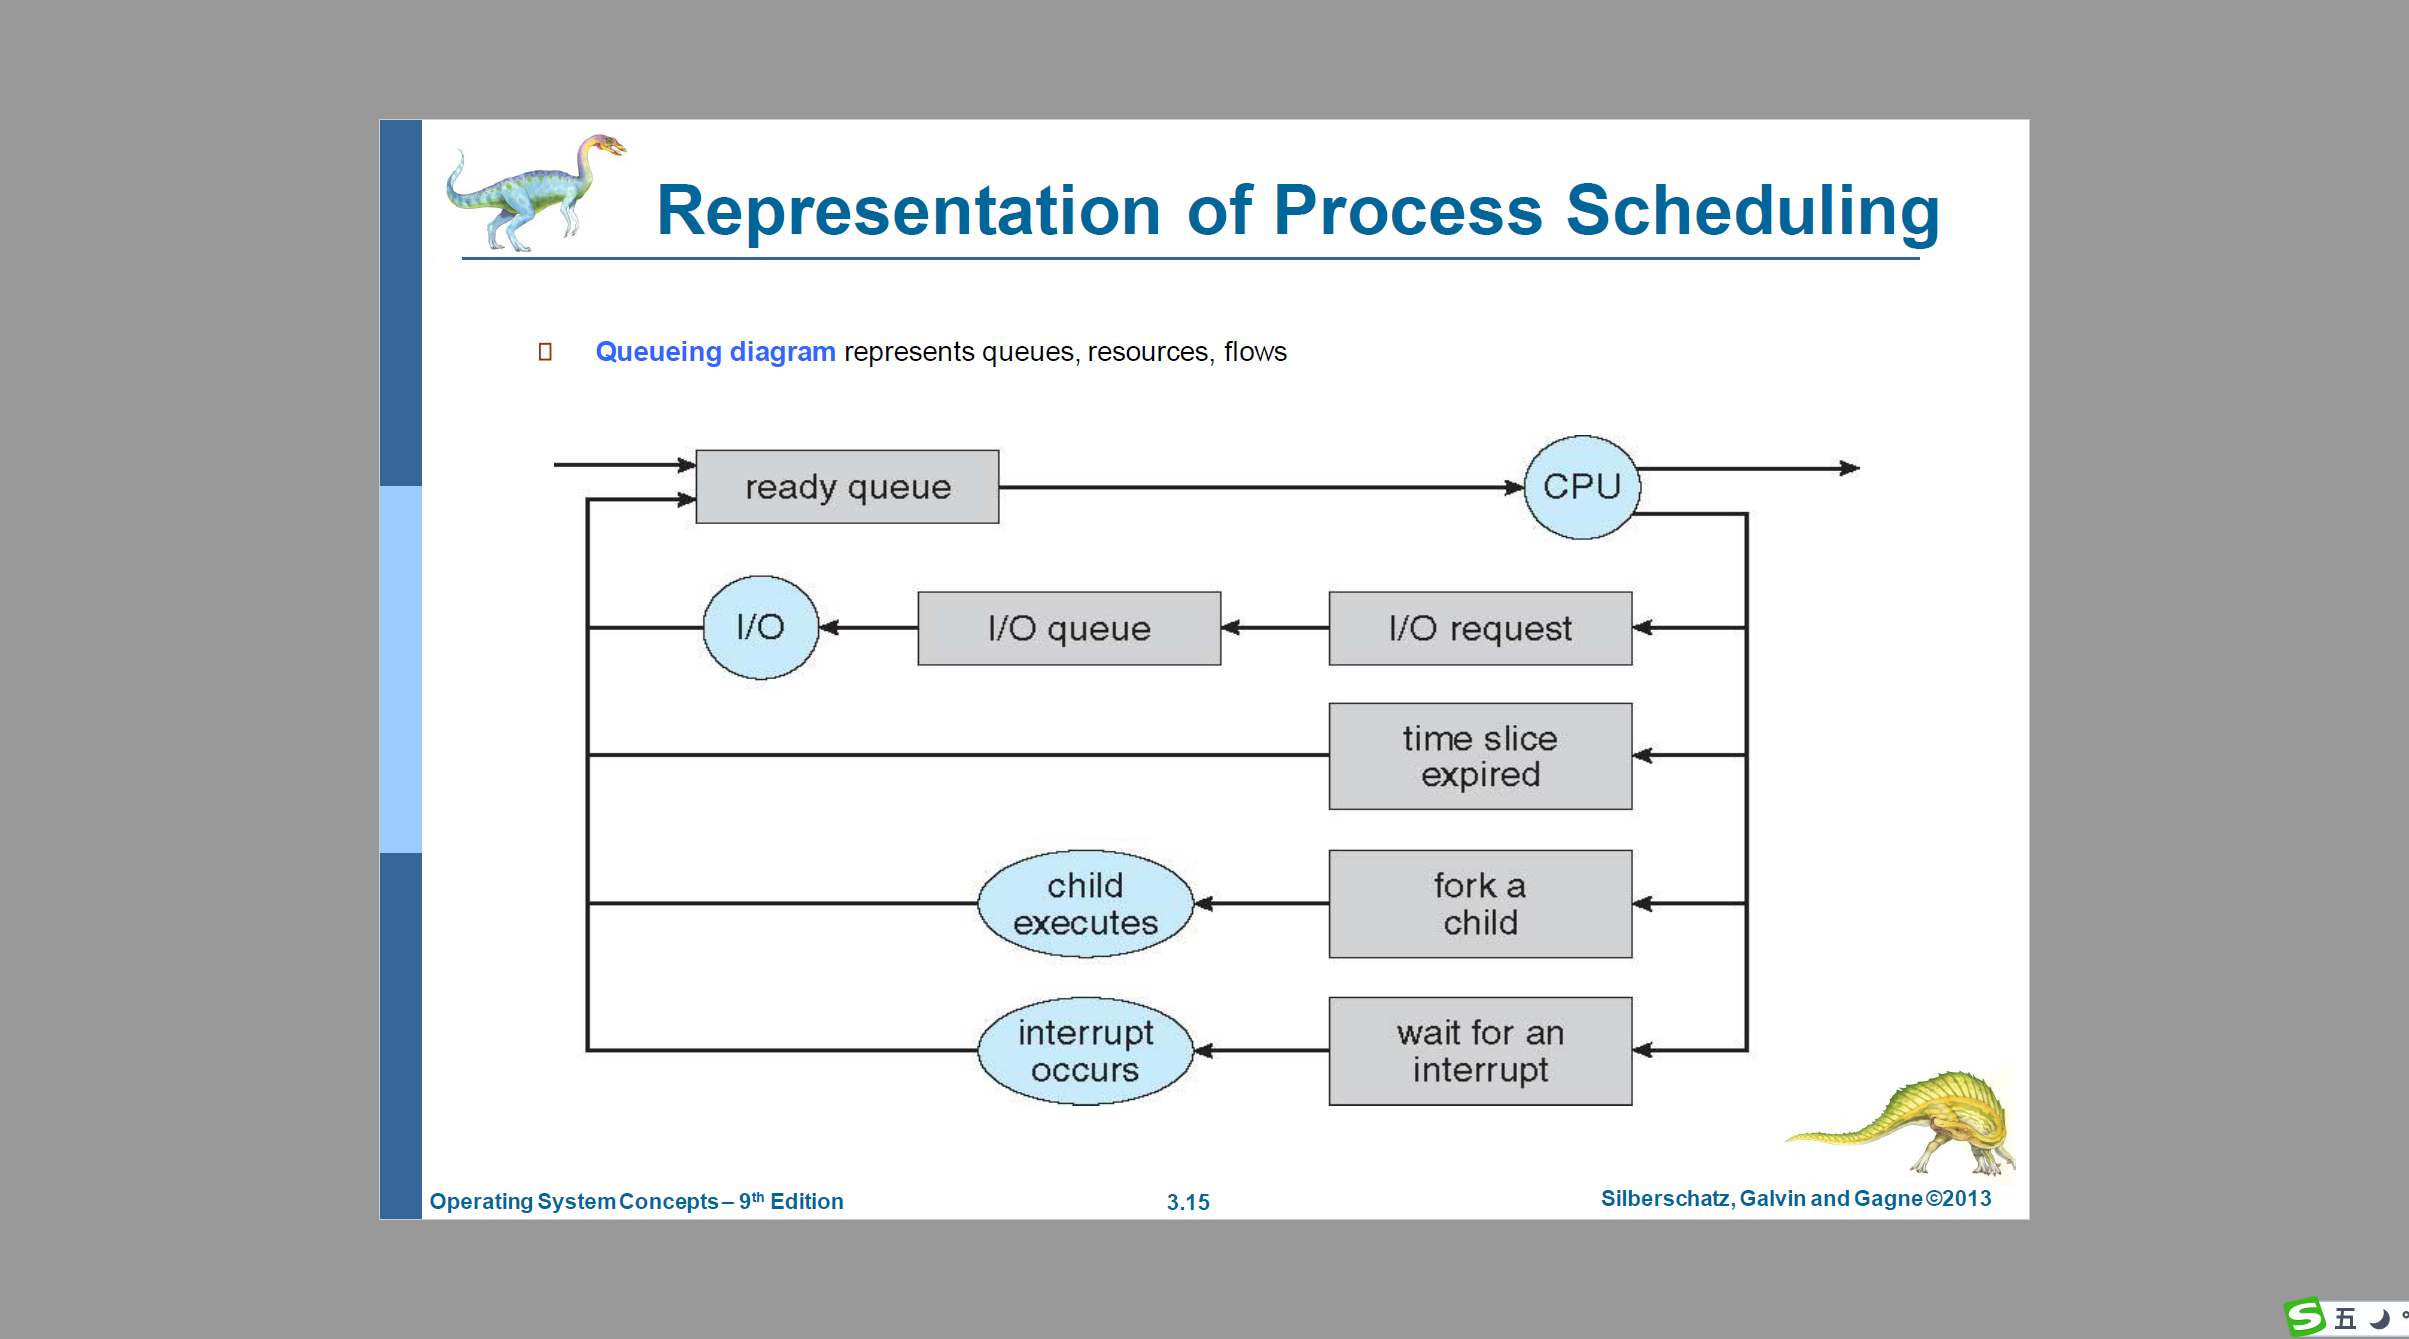 Representation of Process Scheduling
Queueing diagram represents queues, resources, flows
ready queue
CPU
I/O
I/O queue
I/O request
time slice
expired
child
executes
fork a
child
interrupt
occurs
wait for an
interrupt
Operating System Concepts – 9th Edition
3.15
Silberschatz, Galvin and Gagne ©2013
S 五